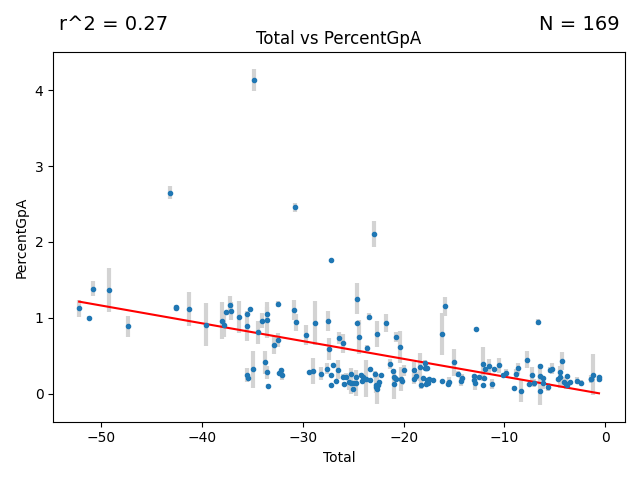 r^2 = 0.27
N = 169
Total vs PercentGpA
PercentGpA
4
3
2
1
0
−50
−40
−30
−20
−10
0
Total